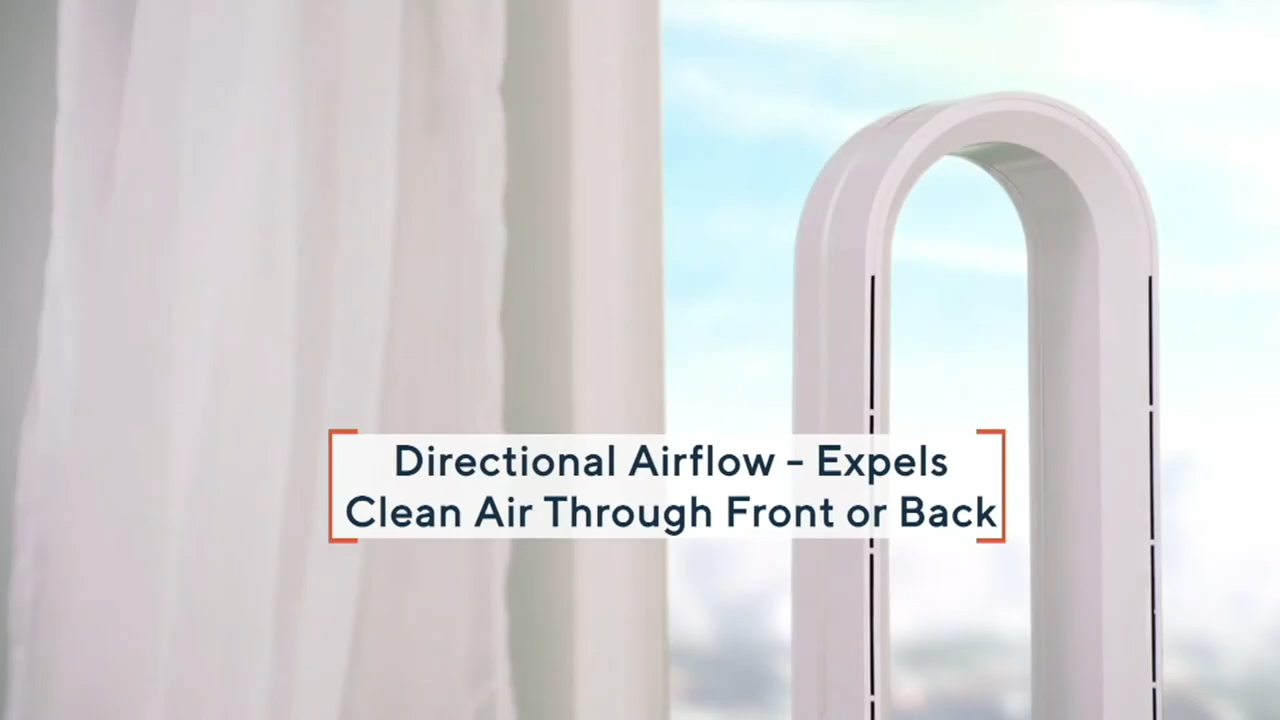 Directional Airflow - Expels
Clean Air Through Front or Back